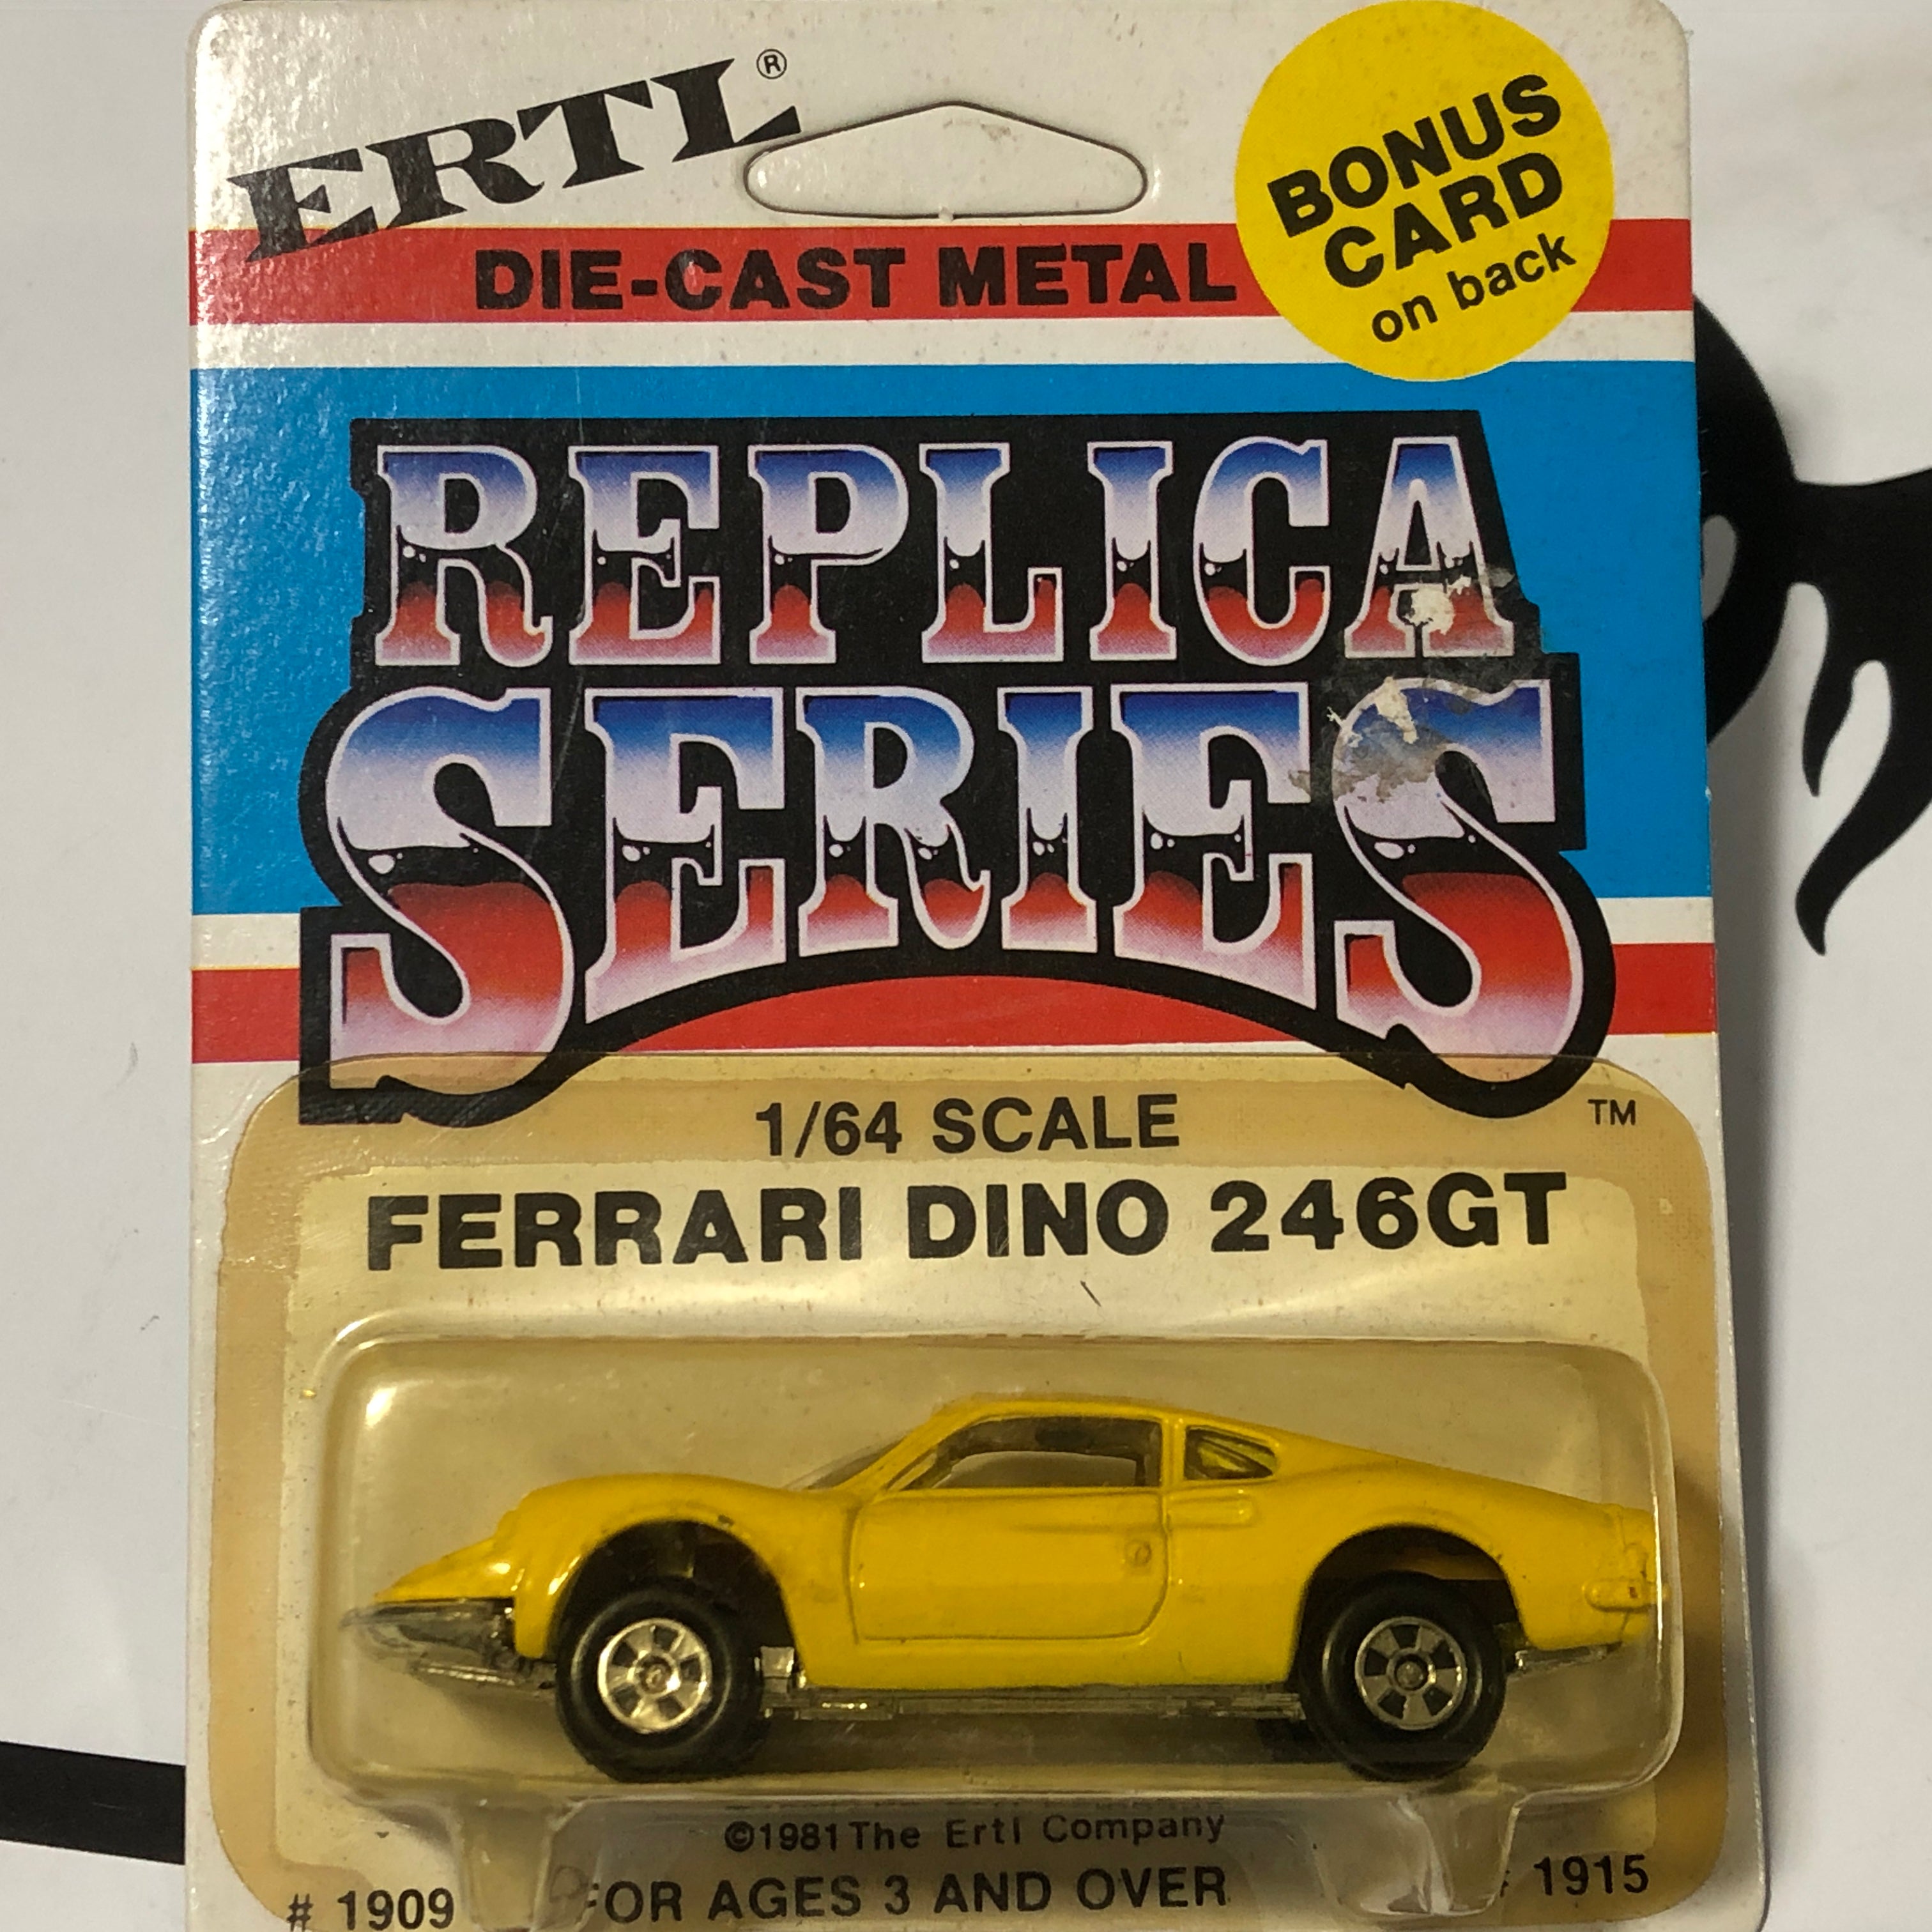 ERTL®
DIE-CAST METAL
BONUS
CARD
on back
REPLICA
SERIES
TM
1/64 SCALE
FERRARI DINO 246GT
©1981 The Ertl Company
FOR AGES 3 AND OVER
# 1909
# 1915